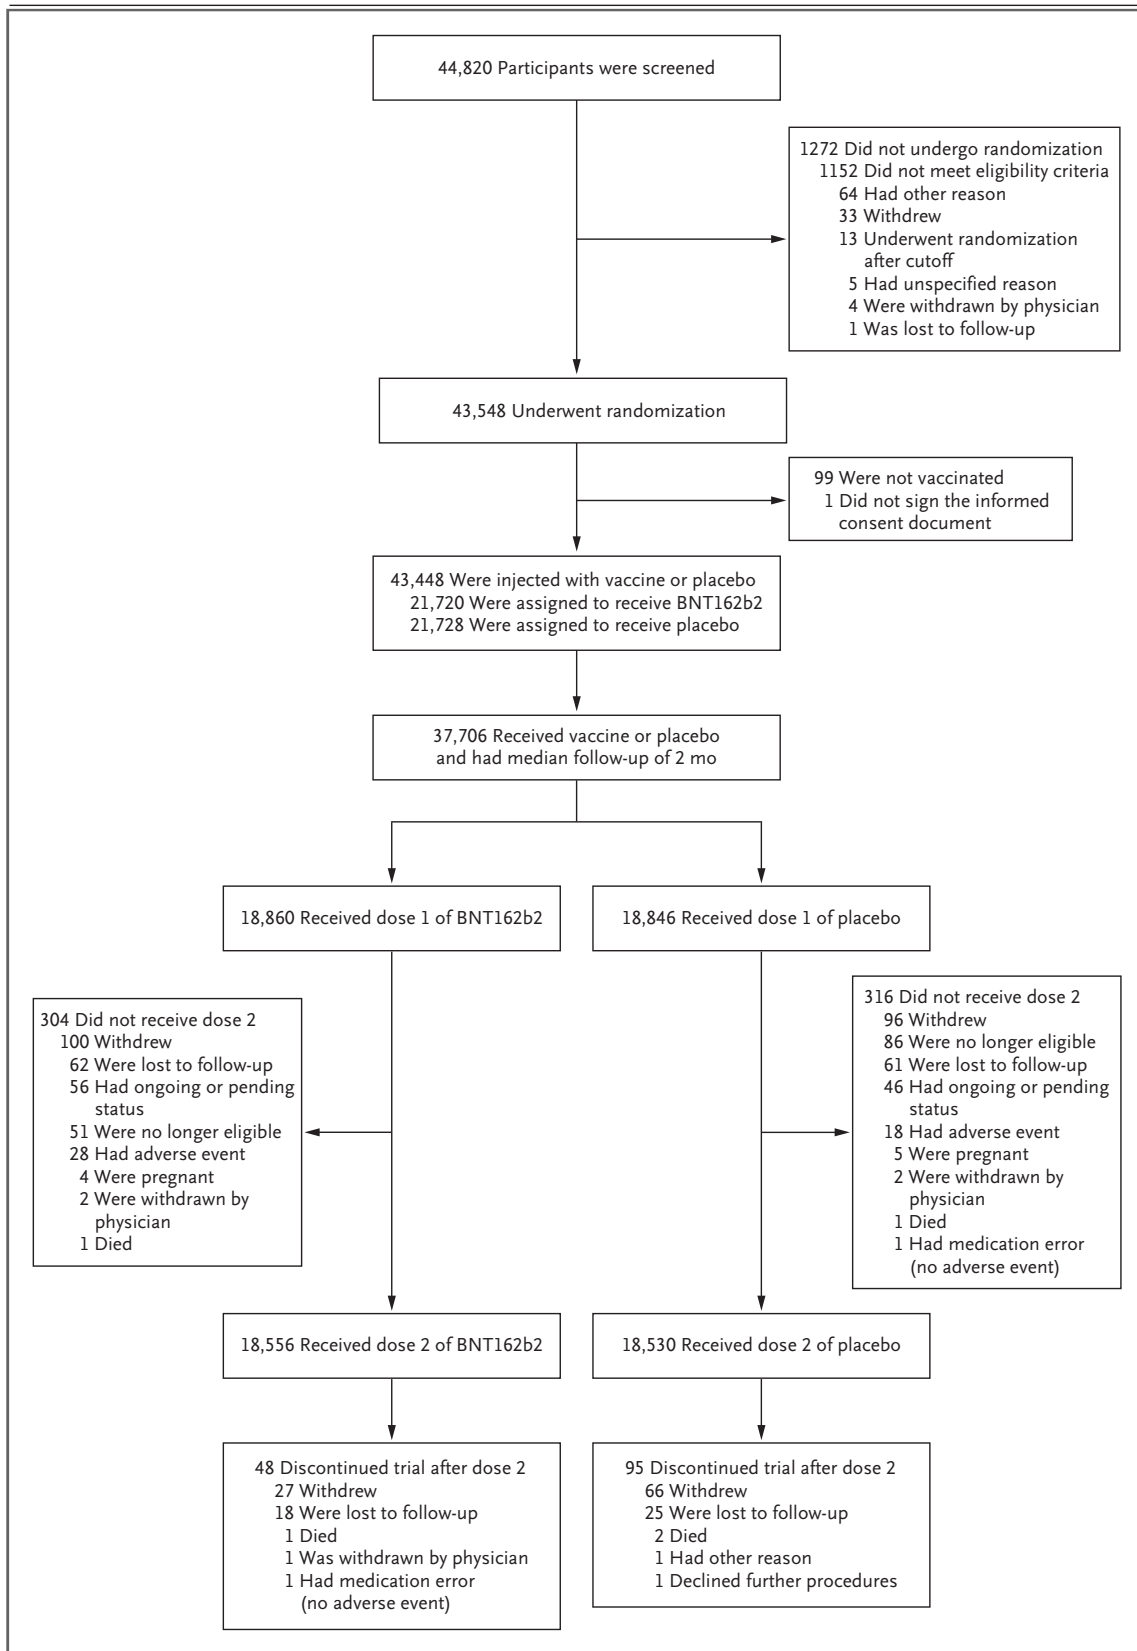 44,820 Participants were screened
1272 Did not undergo randomization
1152 Did not meet eligibility criteria
64 Had other reason
33 Withdrew
13 Underwent randomization
after cutoff
5 Had unspecified reason
4 Were withdrawn by physician
1 Was lost to follow-up
43,548 Underwent randomization
99 Were not vaccinated
1 Did not sign the informed
consent document
43,448 Were injected with vaccine or placebo
21,720 Were assigned to receive BNT162b2
21,728 Were assigned to receive placebo
37,706 Received vaccine or placebo
and had median follow-up of 2 mo
18,860 Received dose 1 of BNT162b2
18,846 Received dose 1 of placebo
304 Did not receive dose 2
100 Withdrew
62 Were lost to follow-up
56 Had ongoing or pending
status
51 Were no longer eligible
28 Had adverse event
4 Were pregnant
2 Were withdrawn by
physician
1 Died
316 Did not receive dose 2
96 Withdrew
86 Were no longer eligible
61 Were lost to follow-up
46 Had ongoing or pending
status
18 Had adverse event
5 Were pregnant
2 Were withdrawn by
physician
1 Died
1 Had medication error
(no adverse event)
18,556 Received dose 2 of BNT162b2
18,530 Received dose 2 of placebo
48 Discontinued trial after dose 2
27 Withdrew
18 Were lost to follow-up
1 Died
1 Was withdrawn by physician
1 Had medication error
(no adverse event)
95 Discontinued trial after dose 2
66 Withdrew
25 Were lost to follow-up
2 Died
1 Had other reason
1 Declined further procedures